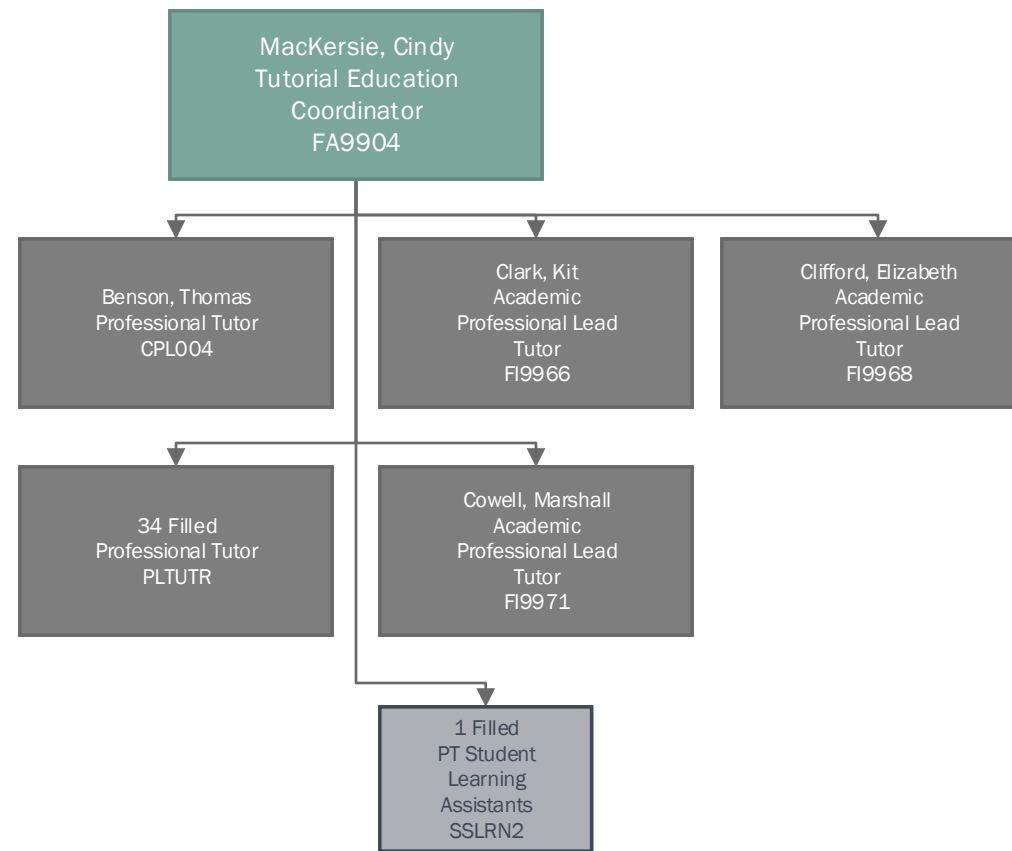 MacKersie, Cindy
Tutorial Education
Coordinator
FA9904
Benson, Thomas
Professional Tutor
CPL004
Clark, Kit
Academic
Professional Lead
Tutor
FI9966
Clifford, Elizabeth
Academic
Professional Lead
Tutor
FI9968
34 Filled
Professional Tutor
PLTUTR
Cowell, Marshall
Academic
Professional Lead
Tutor
FI9971
1 Filled
PT Student
Learning
Assistants
SSLRN2